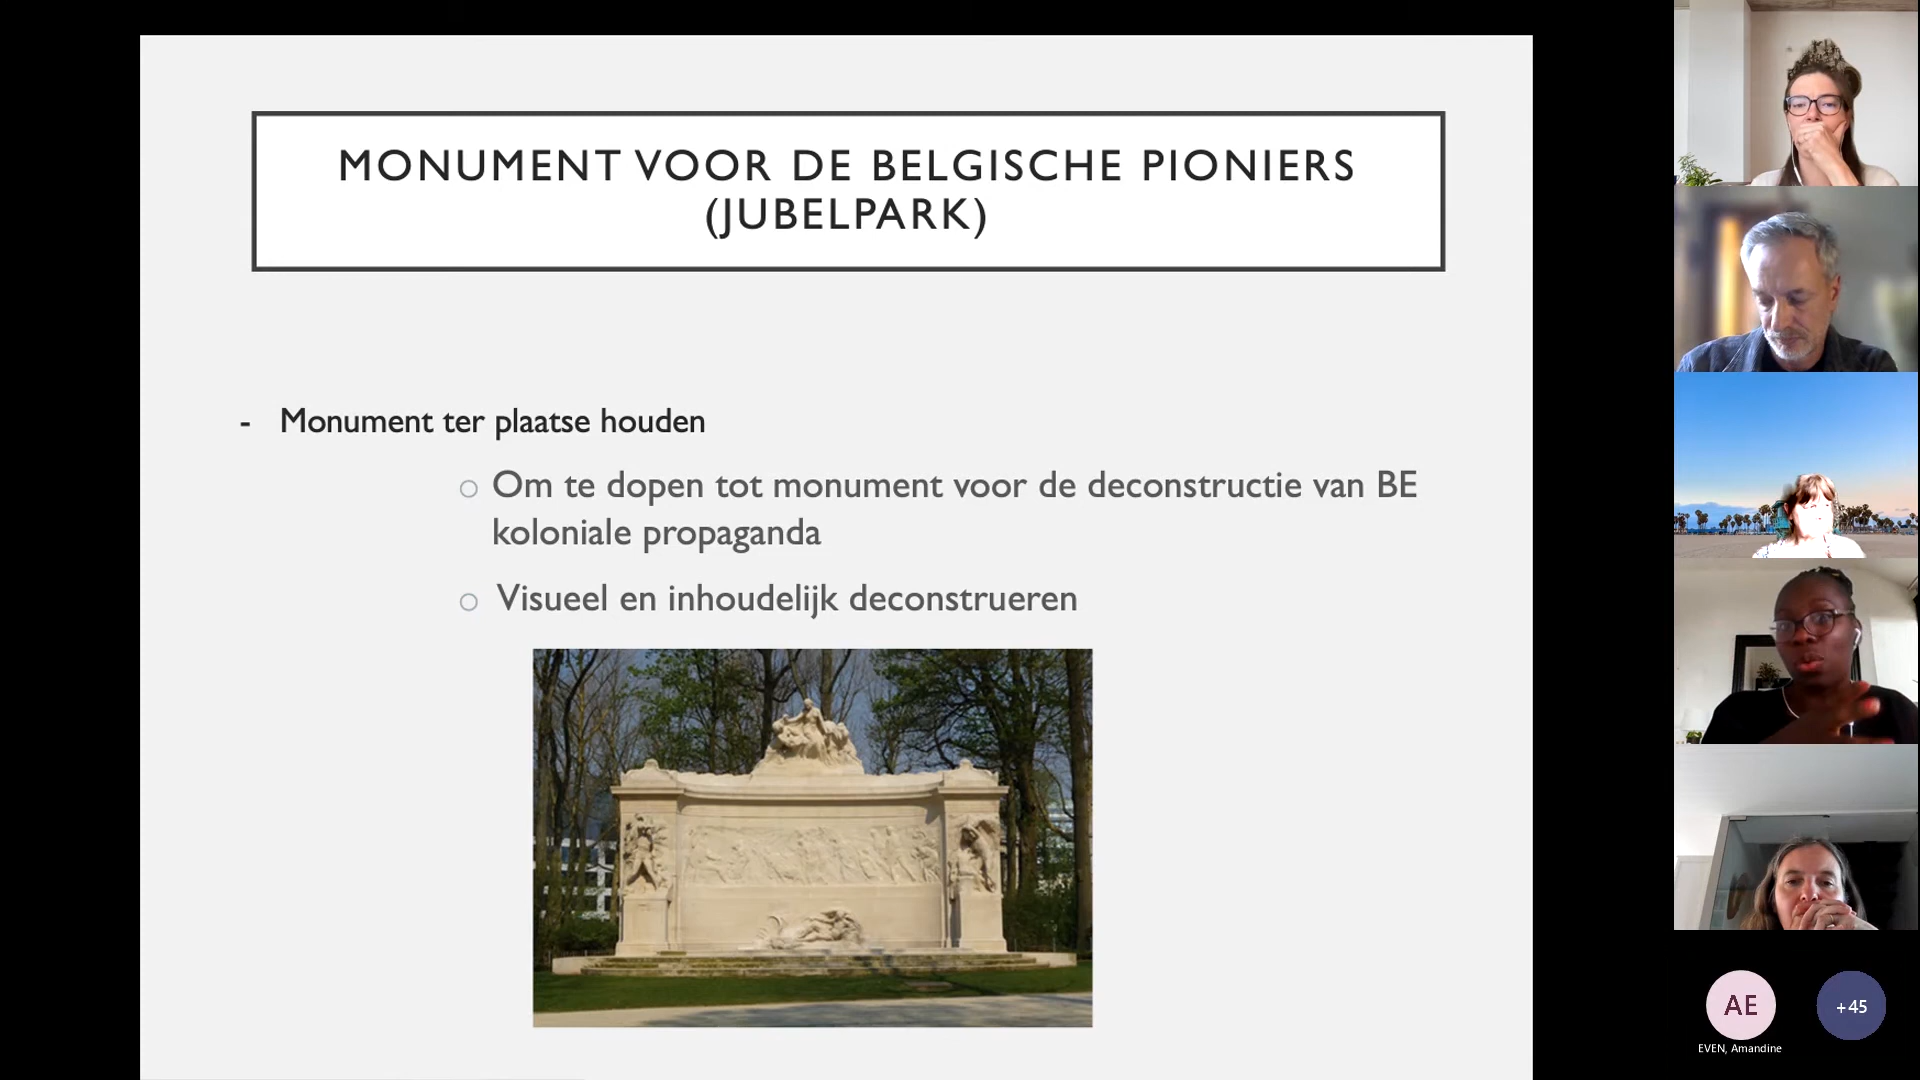 MONUMENT VOOR DE BELGISCHE PIONIERS
(JUBELPARK)
- Monument ter plaatse houden
○ Om te dopen tot monument voor de deconstructie van BE
koloniale propaganda
○ Visueel en inhoudelijk deconstrueren
AE
+45
EVEN, Amandine